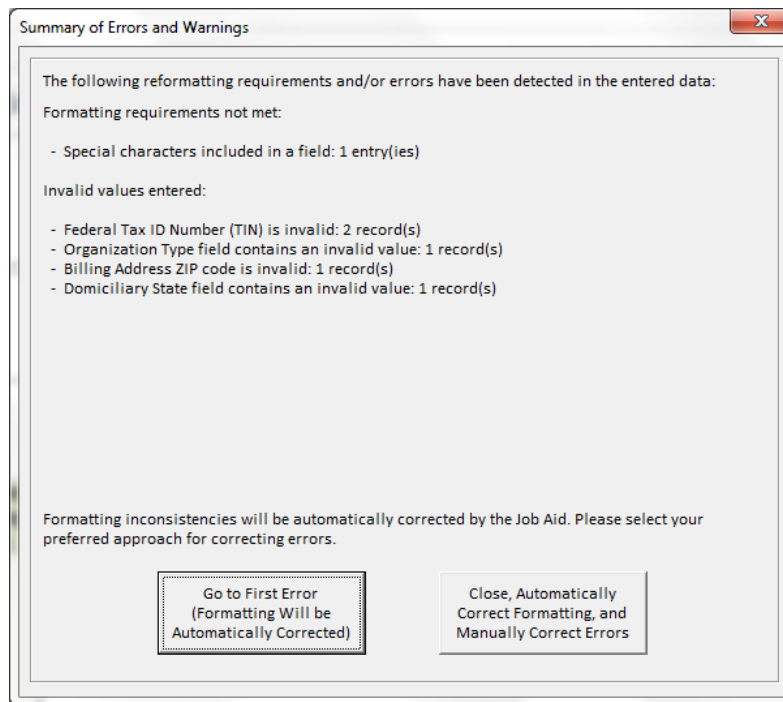 Summary of Errors and Warnings
The following reformatting requirements and/or errors have been detected in the entered data:
Formatting requirements not met:
- Special characters included in a field: 1 entry(ies)
Invalid values entered:
- Federal Tax ID Number (TIN) is invalid: 2 record(s)
- Organization Type field contains an invalid value: 1 record(s)
- Billing Address ZIP code is invalid: 1 record(s)
- Domiciliary State field contains an invalid value: 1 record(s)
Formatting inconsistencies will be automatically corrected by the Job Aid. Please select your
preferred approach for correcting errors.
Go to First Error
(Formatting Will be
Automatically Corrected)
Close, Automatically
Correct Formatting, and
Manually Correct Errors